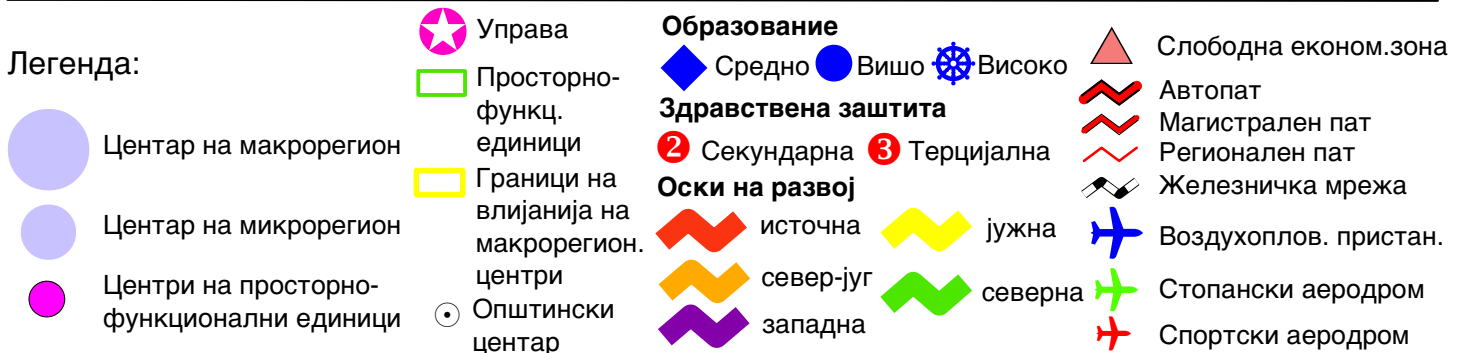 Легенда:
Центар на макрорегион
Центар на микрорегион
Центри на просторно-
функционални единици
Управа
Просторно-
функц.
единици
Граници на
влијанија на
макрорегион.
центри
Општински
центар
Образование
Средно Вишо Високо
Здравствена заштита
2 Секундарна 3 Терцијална
Оски на развој
источна јужна
север-југ северна
западна
Слободна економ.зона
Автопат
Магистрален пат
Регионален пат
Железничка мрежа
Воздухоплов. пристан.
Стопански аеродром
Спортски аеродром